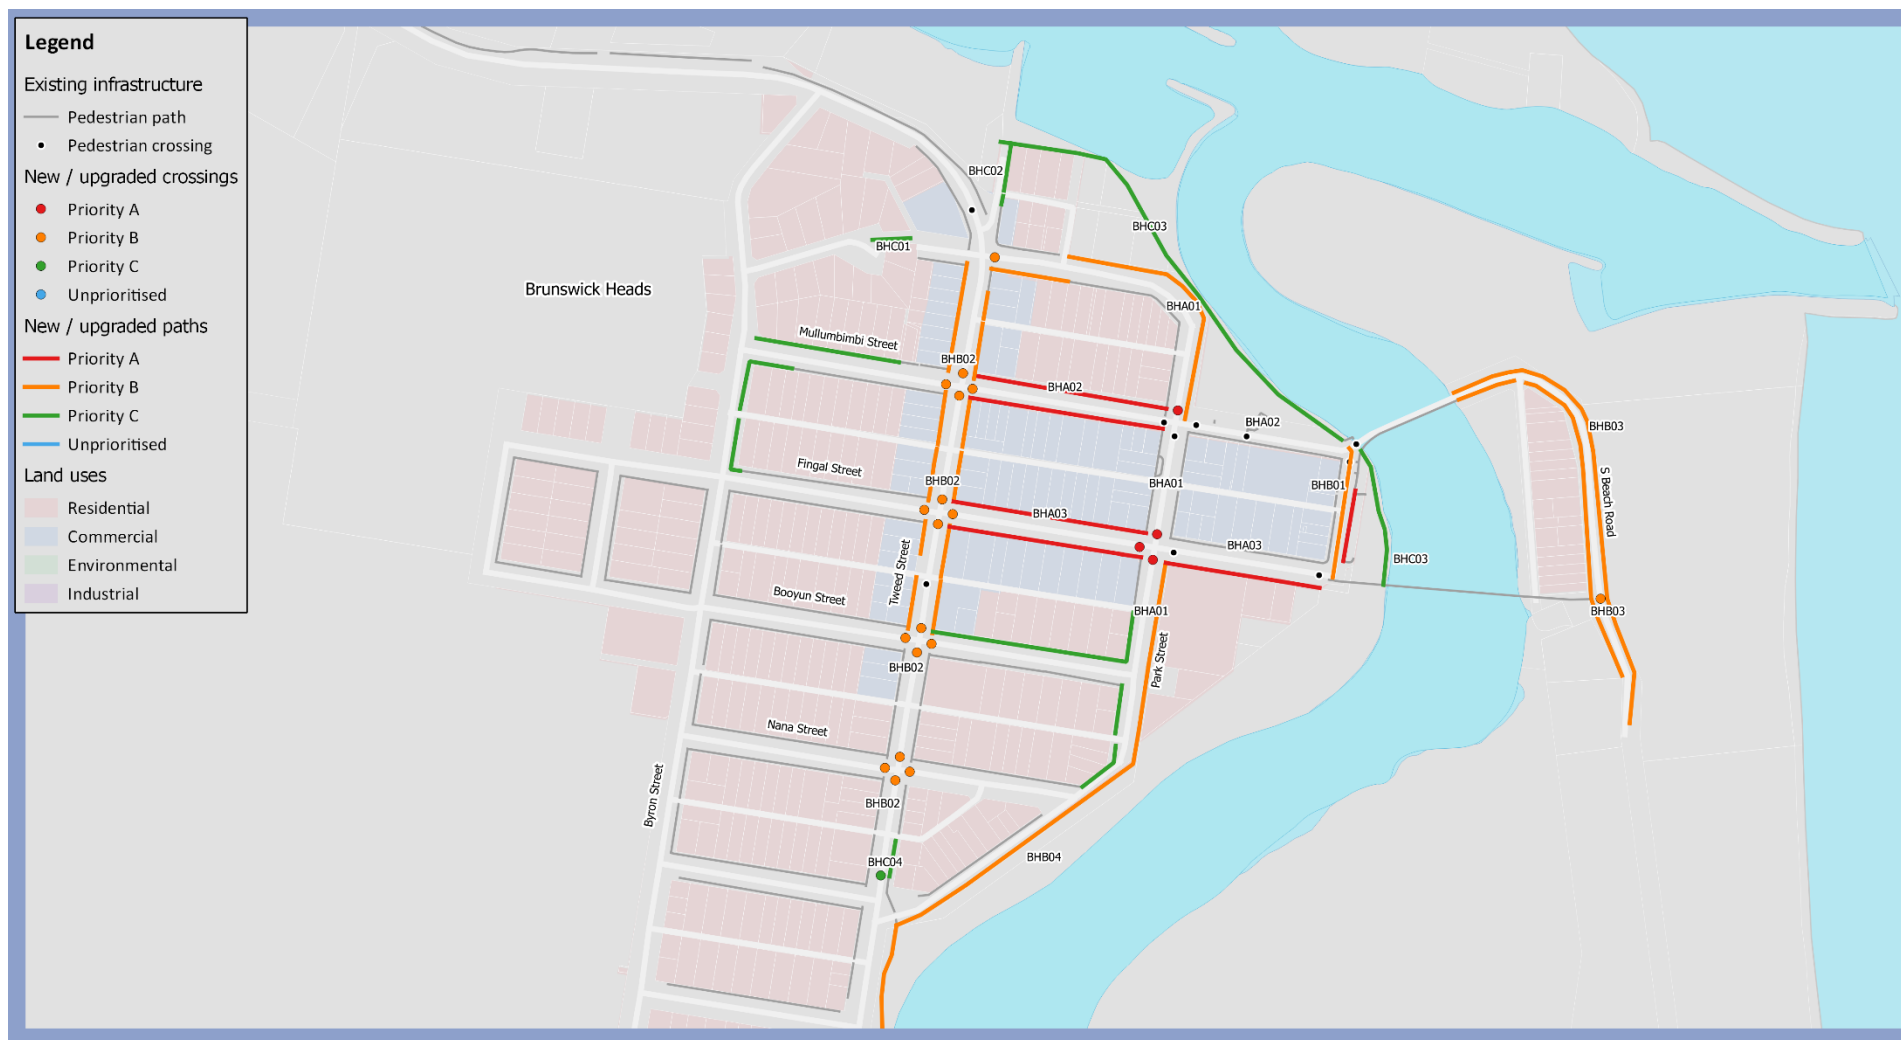 Legend
Existing infrastructure
Pedestrian path
Pedestrian crossing
New / upgraded crossings
Priority A
Priority B
Priority C
Unprioritised
New / upgraded paths
Priority A
Priority B
Priority C
Unprioritised
Land uses
Residential
Commercial
Environmental
Industrial
BHC02
BHC03
BHC01
Brunswick Heads
BHA01
Mullumbimbi Street
BHB02
BHA02
BHA02
BHB03
Fingal Street
BHB02
BHA01
BHB01
S Beach Road
BHA03
BHA03
BHC03
Tweed Street
Booyun Street
BHA01
BHB03
Park Street
BHB02
Nana Street
Byron Street
BHB02
BHC04
BHB04